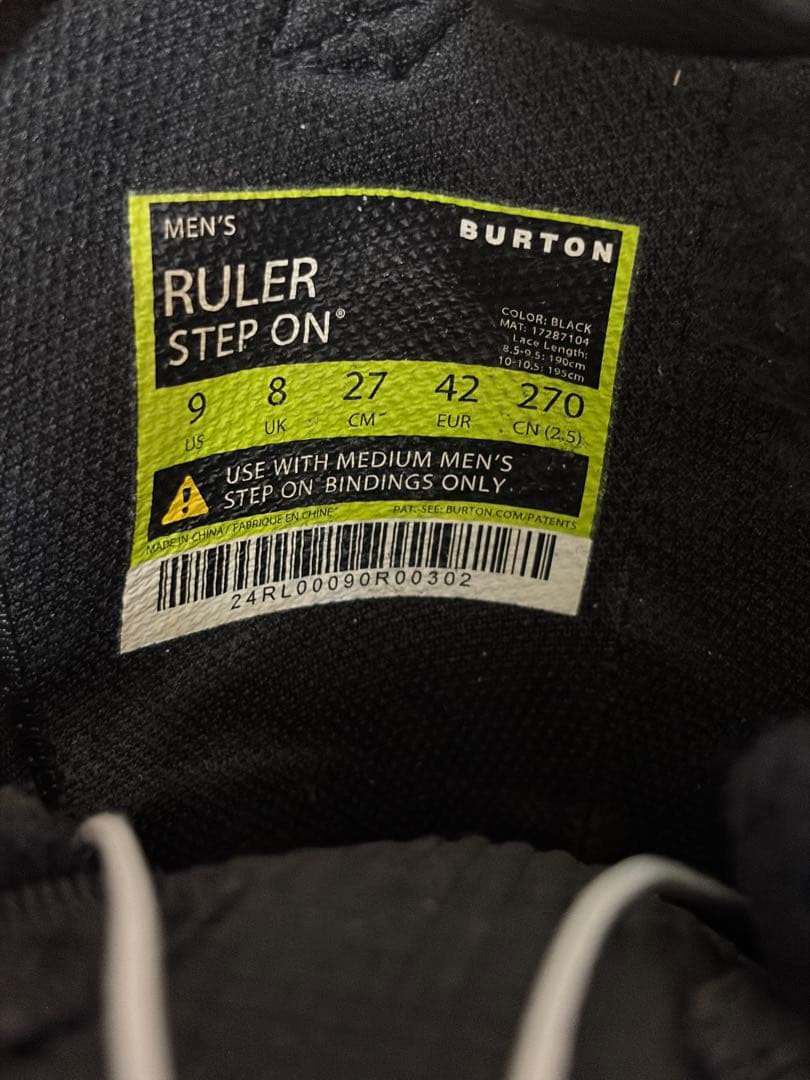 MEN'S
BURTON
RULER
STEP ON®
COLOR: BLACK
MAT: 17287104
Lace Length:
8.5-9.5: 190cm
10-10.5: 195cm
9 8 27 42 270
US UK CM EUR CN (2.5)
USE WITH MEDIUM MEN'S
STEP ON BINDINGS ONLY.
MADE IN CHINA / FABRIQUE EN CHINE
PAT.-SEE: BURTON.COM/PATENTS
24RL00090R00302